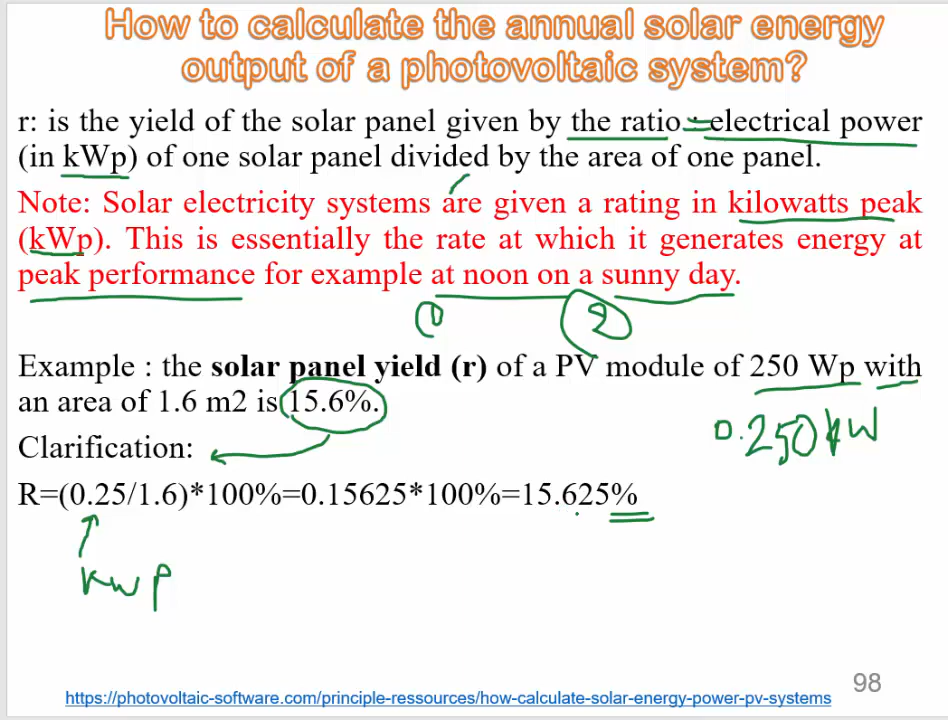 How to calculate the annual solar energy
output of a photovoltaic system?
r: is the yield of the solar panel given by the ratio : electrical power
(in kWp) of one solar panel divided by the area of one panel.
Note: Solar electricity systems are given a rating in kilowatts peak
(kWp). This is essentially the rate at which it generates energy at
peak performance for example at noon on a sunny day.
① ②
Example : the solar panel yield (r) of a PV module of 250 Wp with
an area of 1.6 m2 is 15.6%.
0.250 kW
Clarification:
R=(0.25/1.6)*100%=0.15625*100%=15.625%
kwp
98
https://photovoltaic-software.com/principle-ressources/how-calculate-solar-energy-power-pv-systems